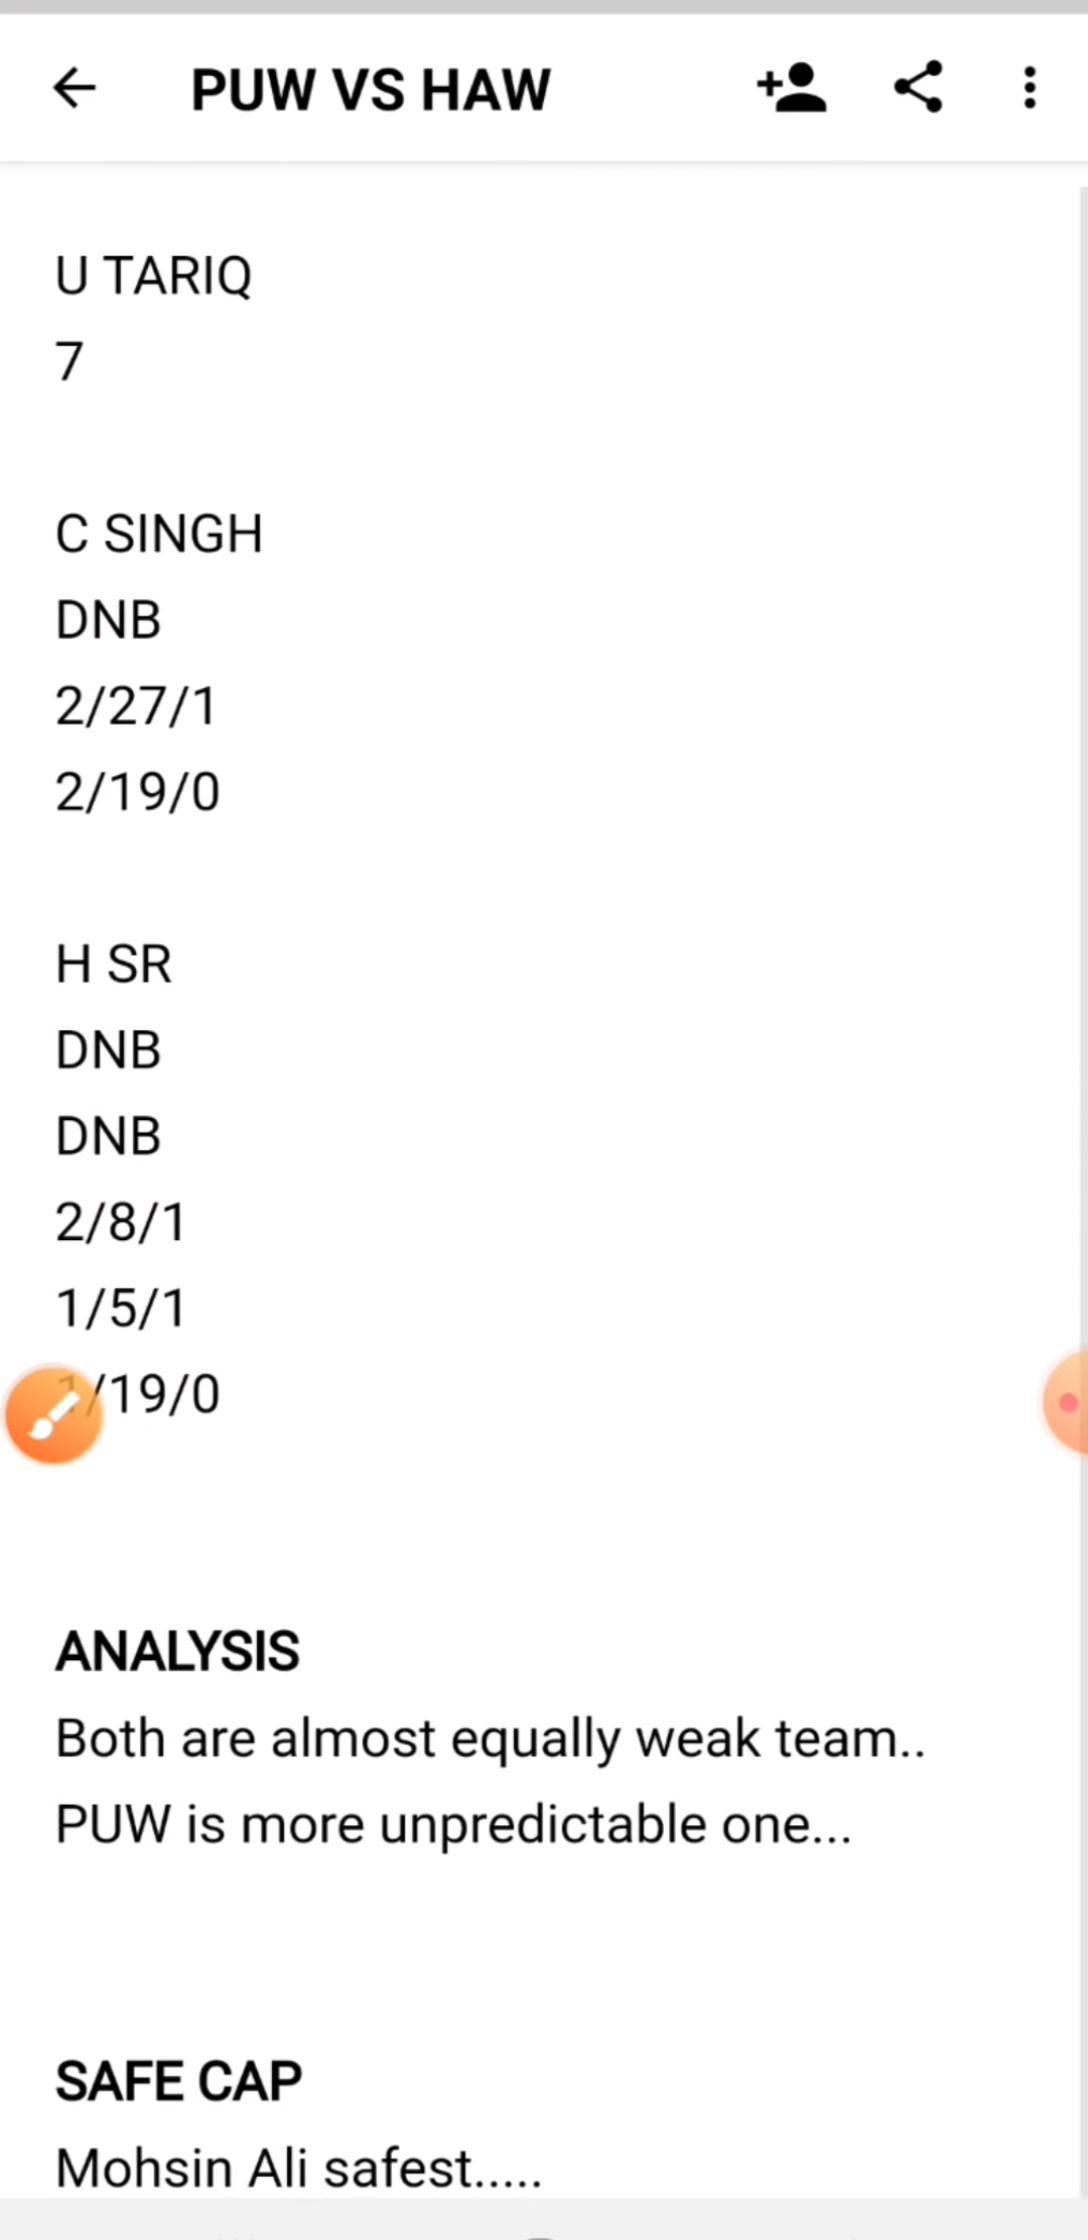 PUW VS HAW
U TARIQ
7
C SINGH
DNB
2/27/1
2/19/0
H SR
DNB
DNB
2/8/1
1/5/1
1/19/0
ANALYSIS
Both are almost equally weak team..
PUW is more unpredictable one...
SAFE CAP
Mohsin Ali safest.....